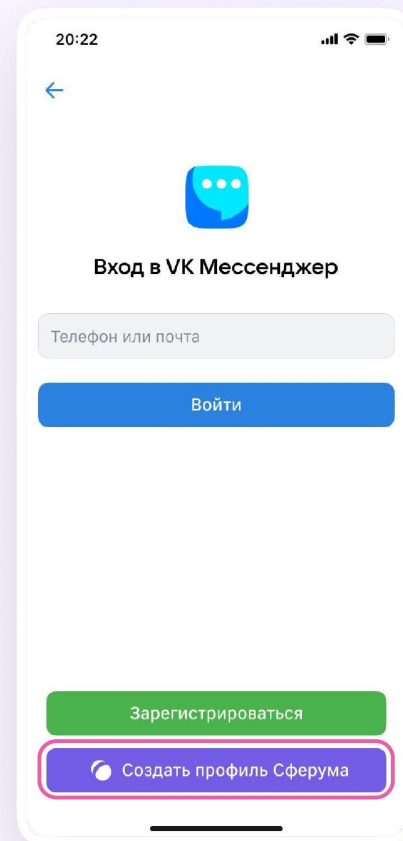 20:22
Вход в VK Мессенджер
Телефон или почта
Войти
Зарегистрироваться
Создать профиль Сферума